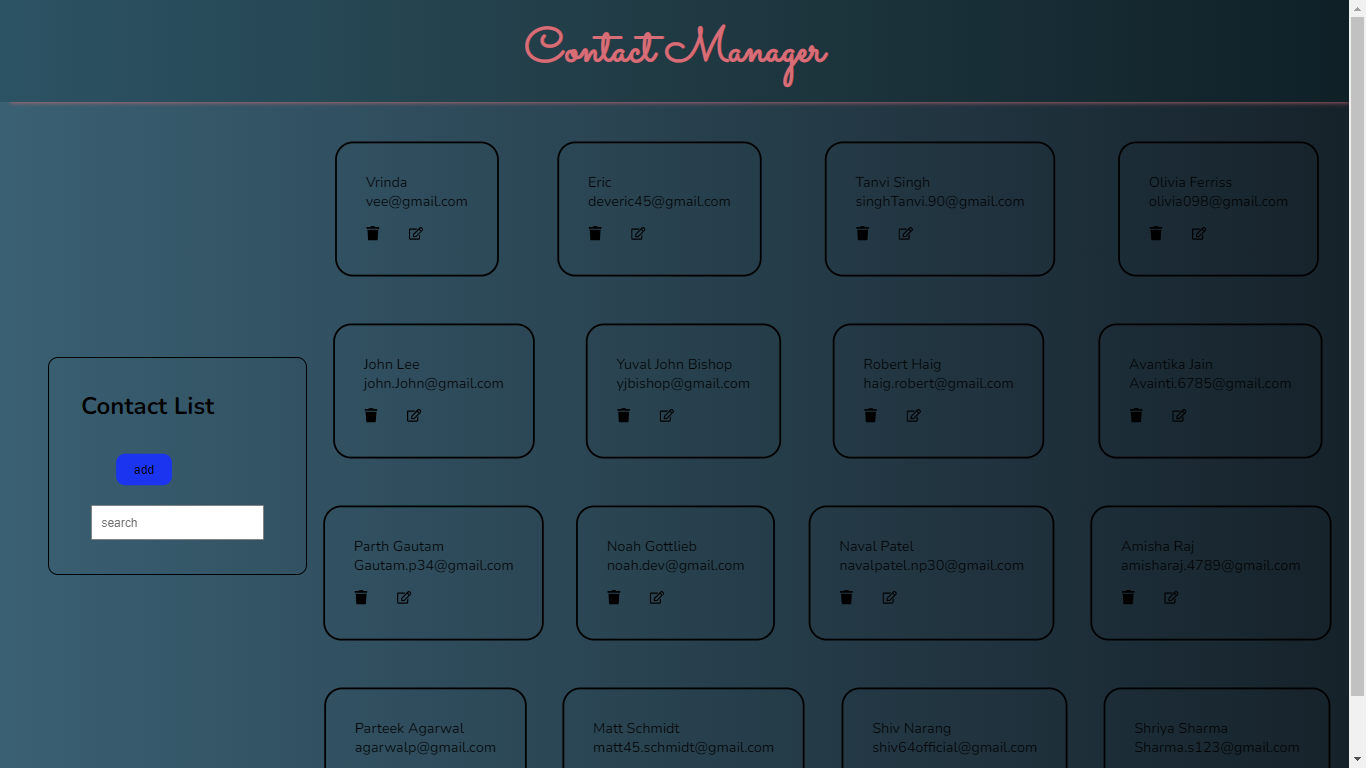 Contact Manager
Contact List
add
search
Vrinda
vee@gmail.com
Eric
deveric45@gmail.com
Tanvi Singh
singhTanvi.90@gmail.com
Olivia Ferriss
olivia098@gmail.com
John Lee
john.John@gmail.com
Yuval John Bishop
yjbishop@gmail.com
Robert Haig
haig.robert@gmail.com
Avantika Jain
Avainti.6785@gmail.com
Parth Gautam
Gautam.p34@gmail.com
Noah Gottlieb
noah.dev@gmail.com
Naval Patel
navalpatel.np30@gmail.com
Amisha Raj
amisharaj.4789@gmail.com
Parteek Agarwal
agarwalp@gmail.com
Matt Schmidt
matt45.schmidt@gmail.com
Shiv Narang
shiv64official@gmail.com
Shriya Sharma
Sharma.s123@gmail.com